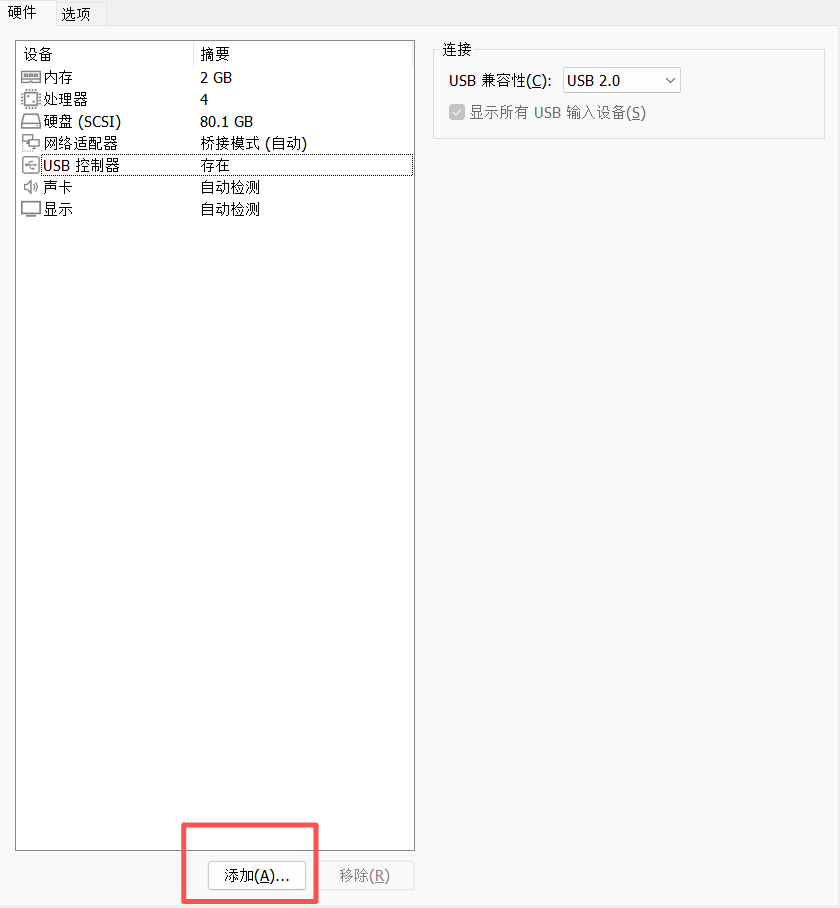 硬件 选项
设备 摘要
内存 2 GB
处理器 4
硬盘 (SCSI) 80.1 GB
网络适配器 桥接模式 (自动)
USB 控制器 存在
声卡 自动检测
显示 自动检测
连接
USB 兼容性(C): USB 2.0
显示所有 USB 输入设备(S)
添加(A)... 移除(R)